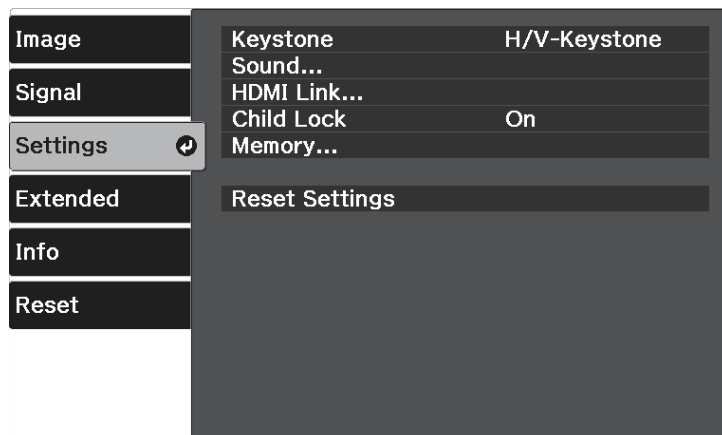 Image
Signal
Settings
Extended
Info
Reset
Keystone H/V-Keystone
Sound...
HDMI Link...
Child Lock On
Memory...
Reset Settings